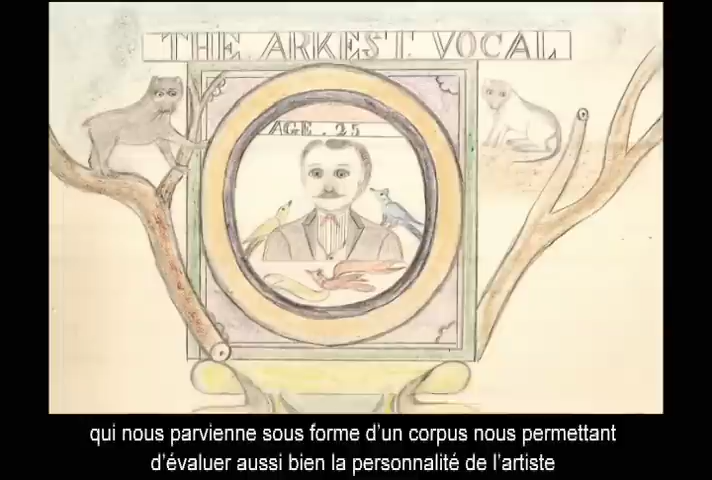 THE ARKEST VOCAL
AGE. 25
qui nous parvienne sous forme d'un corpus nous permettant
d'évaluer aussi bien la personnalité de l'artiste